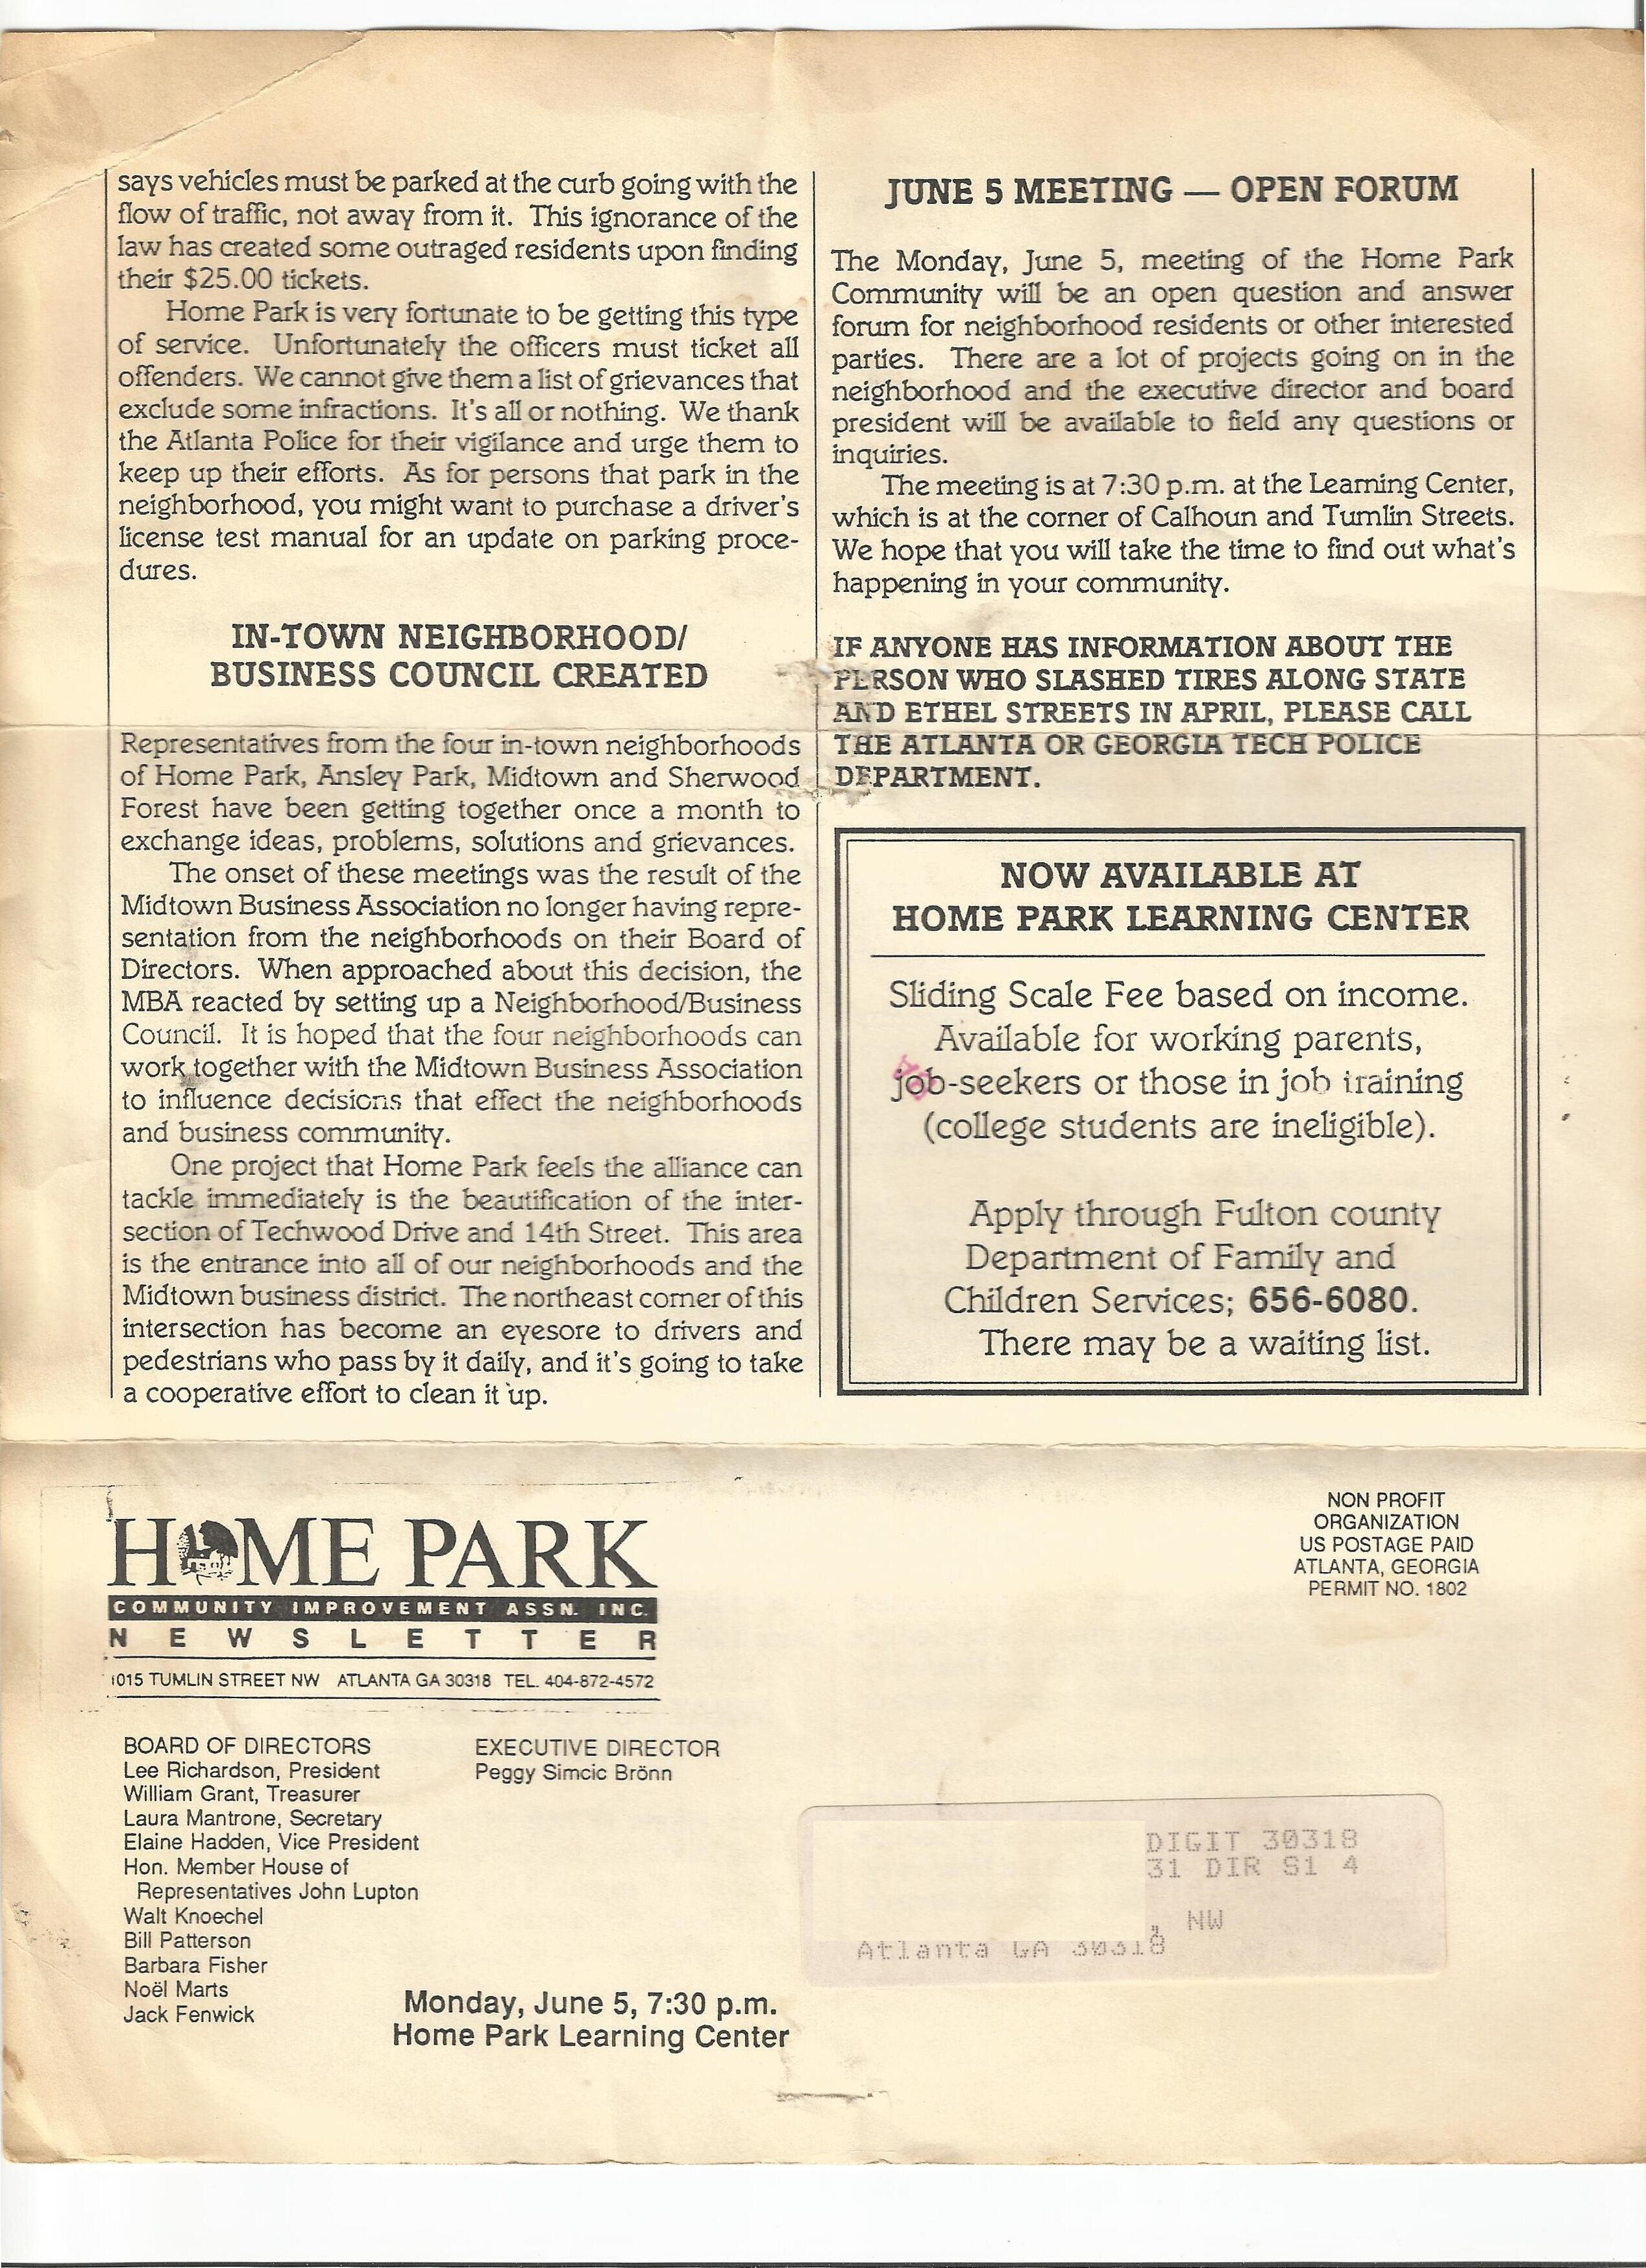 says vehicles must be parked at the curb going with the
flow of traffic, not away from it. This ignorance of the
law has created some outraged residents upon finding
their $25.00 tickets.
Home Park is very fortunate to be getting this type
of service. Unfortunately the officers must ticket all
offenders. We cannot give them a list of grievances that
exclude some infractions. It's all or nothing. We thank
the Atlanta Police for their vigilance and urge them to
keep up their efforts. As for persons that park in the
neighborhood, you might want to purchase a driver's
license test manual for an update on parking proce-
dures.
IN-TOWN NEIGHBORHOOD/
BUSINESS COUNCIL CREATED
Representatives from the four in-town neighborhoods
of Home Park, Ansley Park, Midtown and Sherwood
Forest have been getting together once a month to
exchange ideas, problems, solutions and grievances.
The onset of these meetings was the result of the
Midtown Business Association no longer having repre-
sentation from the neighborhoods on their Board of
Directors. When approached about this decision, the
MBA reacted by setting up a Neighborhood/Business
Council. It is hoped that the four neighborhoods can
work together with the Midtown Business Association
to influence decisions that effect the neighborhoods
and business community.
One project that Home Park feels the alliance can
tackle immediately is the beautification of the inter-
section of Techwood Drive and 14th Street. This area
is the entrance into all of our neighborhoods and the
Midtown business district. The northeast corner of this
intersection has become an eyesore to drivers and
pedestrians who pass by it daily, and it's going to take
a cooperative effort to clean it up.
JUNE 5 MEETING — OPEN FORUM
The Monday, June 5, meeting of the Home Park
Community will be an open question and answer
forum for neighborhood residents or other interested
parties. There are a lot of projects going on in the
neighborhood and the executive director and board
president will be available to field any questions or
inquiries.
The meeting is at 7:30 p.m. at the Learning Center,
which is at the corner of Calhoun and Tumlin Streets.
We hope that you will take the time to find out what's
happening in your community.
IF ANYONE HAS INFORMATION ABOUT THE
PERSON WHO SLASHED TIRES ALONG STATE
AND ETHEL STREETS IN APRIL, PLEASE CALL
THE ATLANTA OR GEORGIA TECH POLICE
DEPARTMENT.
NOW AVAILABLE AT
HOME PARK LEARNING CENTER
Sliding Scale Fee based on income.
Available for working parents,
job-seekers or those in job training
(college students are ineligible).
Apply through Fulton county
Department of Family and
Children Services; 656-6080.
There may be a waiting list.
HOME PARK
COMMUNITY IMPROVEMENT ASSN. INC.
NEWSLETTER
1015 TUMLIN STREET NW ATLANTA GA 30318 TEL. 404-872-4572
NON PROFIT
ORGANIZATION
US POSTAGE PAID
ATLANTA, GEORGIA
PERMIT NO. 1802
BOARD OF DIRECTORS
Lee Richardson, President
William Grant, Treasurer
Laura Mantrone, Secretary
Elaine Hadden, Vice President
Hon. Member House of
Representatives John Lupton
Walt Knoechel
Bill Patterson
Barbara Fisher
Noël Marts
Jack Fenwick
EXECUTIVE DIRECTOR
Peggy Simcic Brönn
Monday, June 5, 7:30 p.m.
Home Park Learning Center
DIGIT 30318
31 DIR S1 4
, NW
Atlanta GA 30318